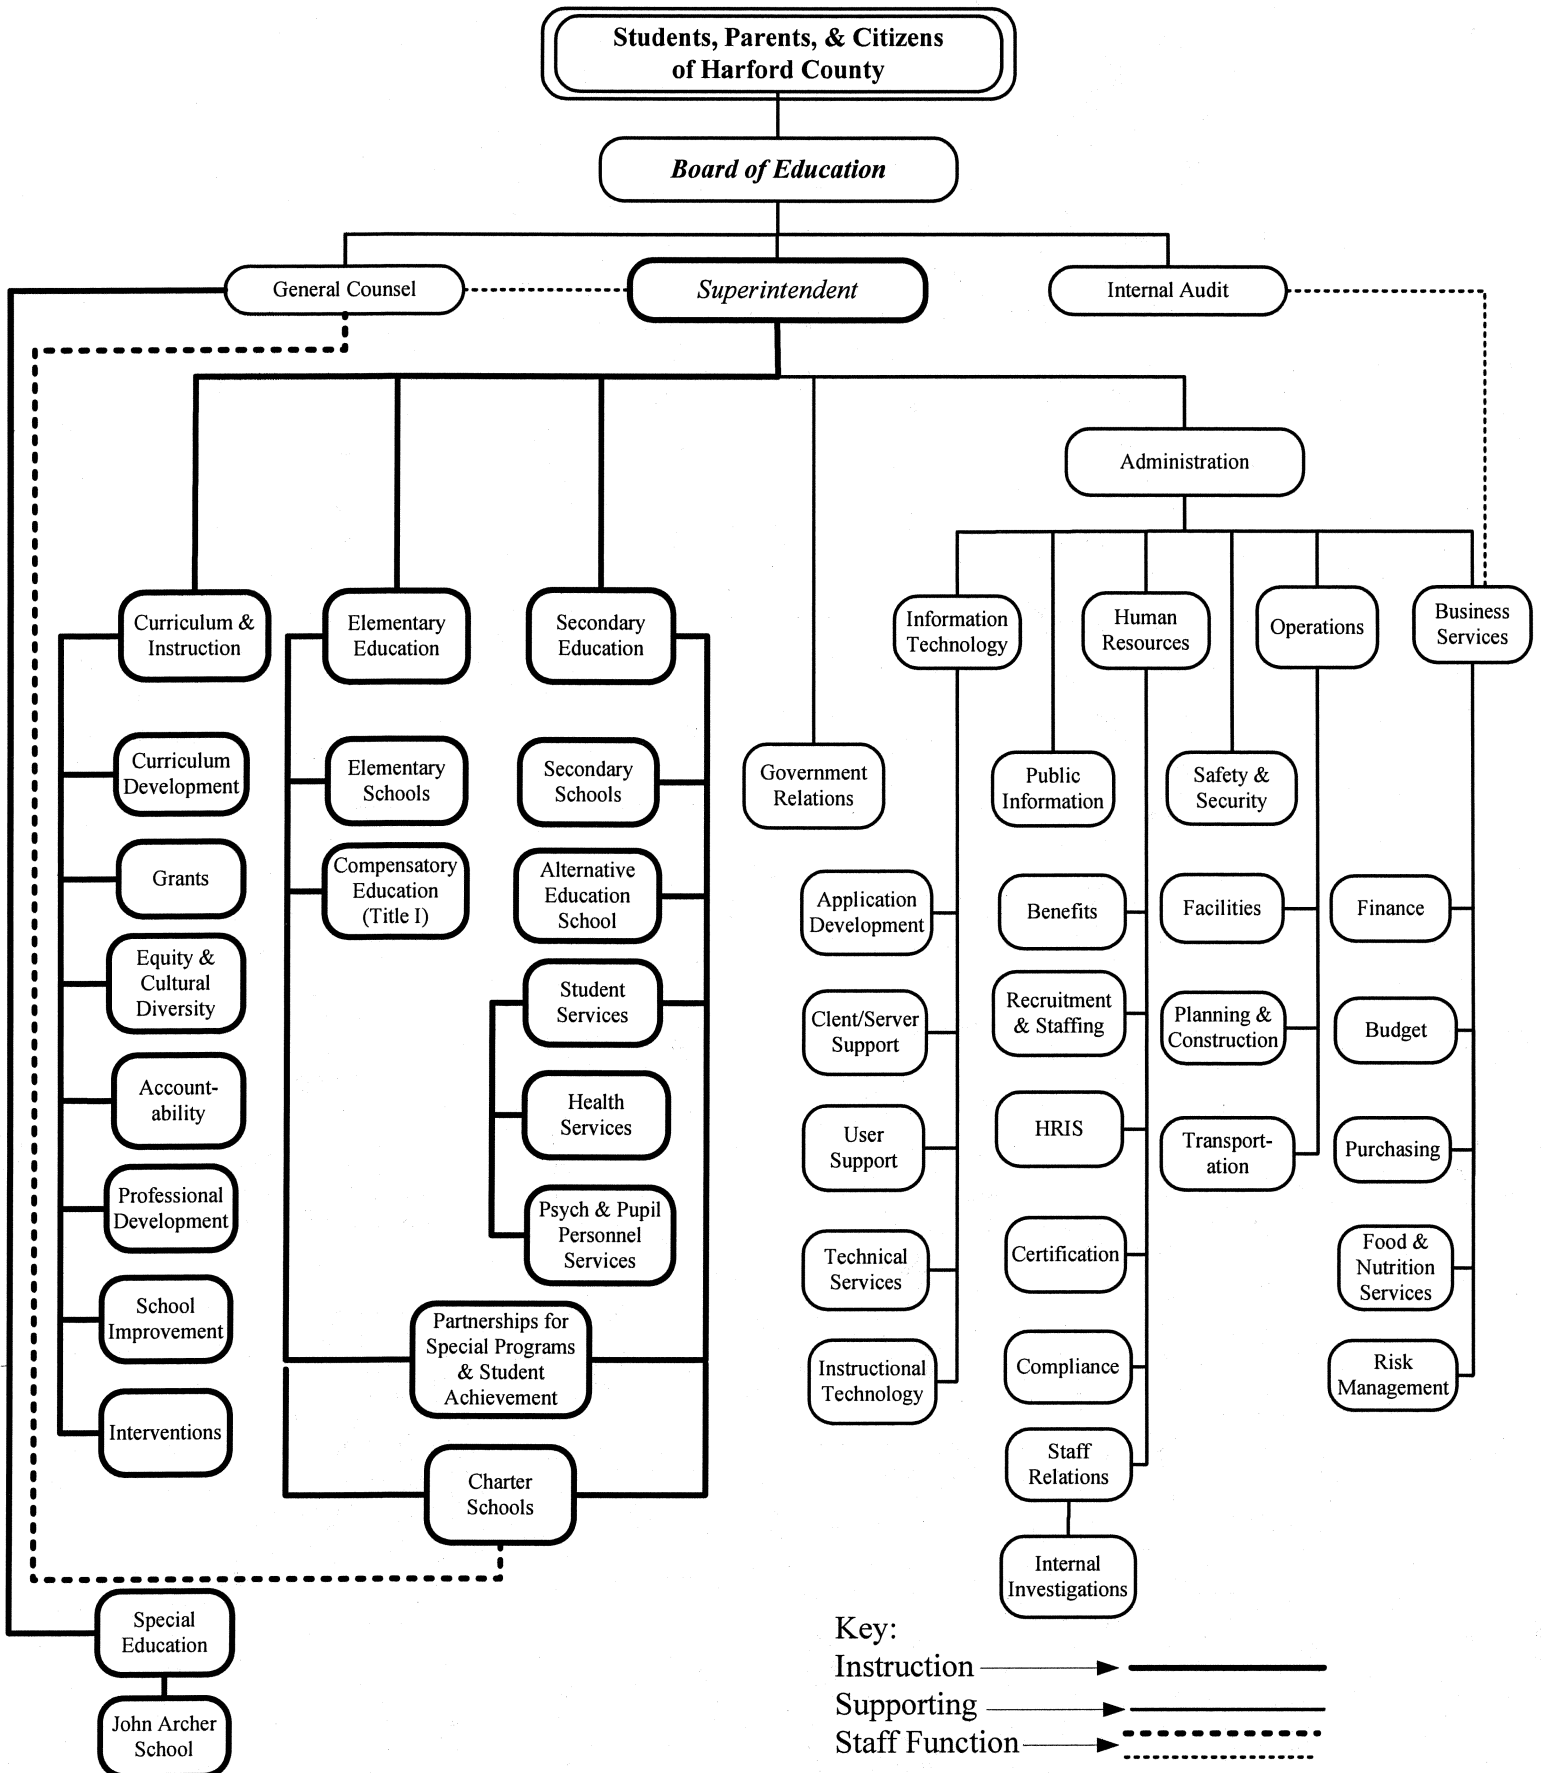 Students, Parents, & Citizens
of Harford County
Board of Education
General Counsel
Superintendent
Internal Audit
Administration
Curriculum &
Instruction
Elementary
Education
Secondary
Education
Information
Technology
Human
Resources
Operations
Business
Services
Curriculum
Development
Grants
Equity &
Cultural
Diversity
Account-
ability
Professional
Development
School
Improvement
Interventions
Elementary
Schools
Compensatory
Education
(Title I)
Secondary
Schools
Alternative
Education
School
Student
Services
Health
Services
Psych & Pupil
Personnel
Services
Partnerships for
Special Programs
& Student
Achievement
Charter
Schools
Government
Relations
Public
Information
Safety &
Security
Application
Development
Clent/Server
Support
User
Support
Technical
Services
Instructional
Technology
Benefits
Recruitment
& Staffing
HRIS
Certification
Compliance
Staff
Relations
Internal
Investigations
Facilities
Planning &
Construction
Transport-
ation
Finance
Budget
Purchasing
Food &
Nutrition
Services
Risk
Management
Special
Education
John Archer
School
Key:
Instruction
Supporting
Staff Function